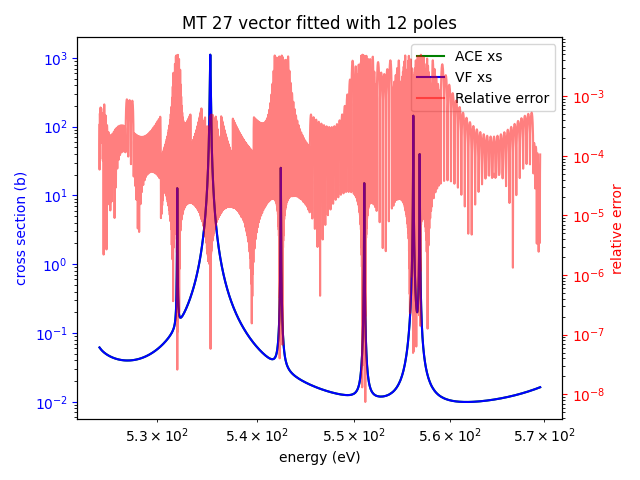 MT 27 vector fitted with 12 poles
ACE xs
VF xs
Relative error
10³
10²
10¹
10⁰
10⁻¹
10⁻²
cross section (b)
10⁻³
10⁻⁴
10⁻⁵
10⁻⁶
10⁻⁷
10⁻⁸
relative error
5.3 × 10²
5.4 × 10²
5.5 × 10²
5.6 × 10²
5.7 × 10²
energy (eV)